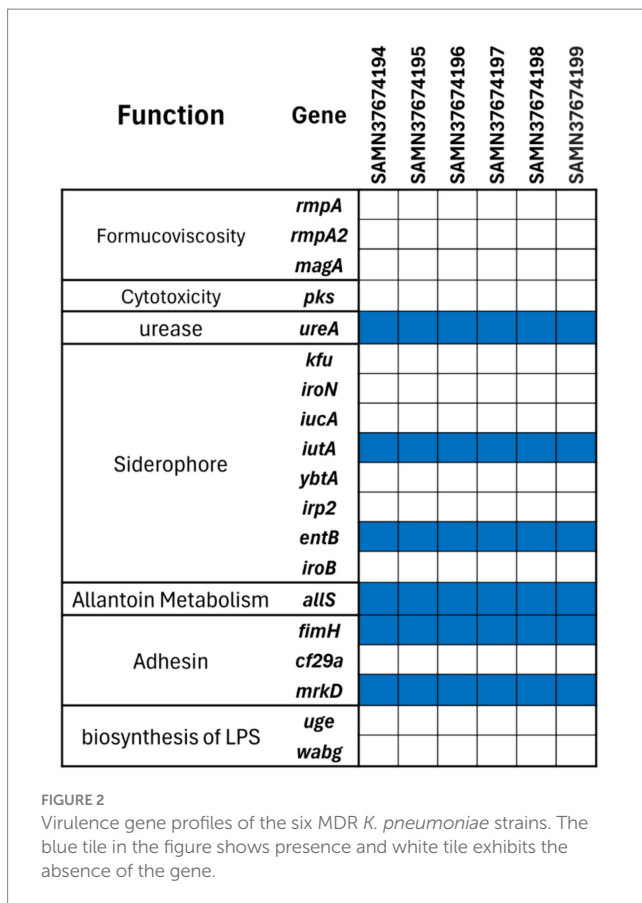 Function Gene SAMN37674194 SAMN37674195 SAMN37674196 SAMN37674197 SAMN37674198 SAMN37674199
Formucoviscosity rmpA
rmpA2
magA
Cytotoxicity pks
urease ureA
Siderophore kfu
iroN
iucA
iutA
ybtA
irp2
entB
iroB
Allantoin Metabolism allS
Adhesin fimH
cf29a
mrkD
biosynthesis of LPS uge
wabg
FIGURE 2
Virulence gene profiles of the six MDR K. pneumoniae strains. The
blue tile in the figure shows presence and white tile exhibits the
absence of the gene.